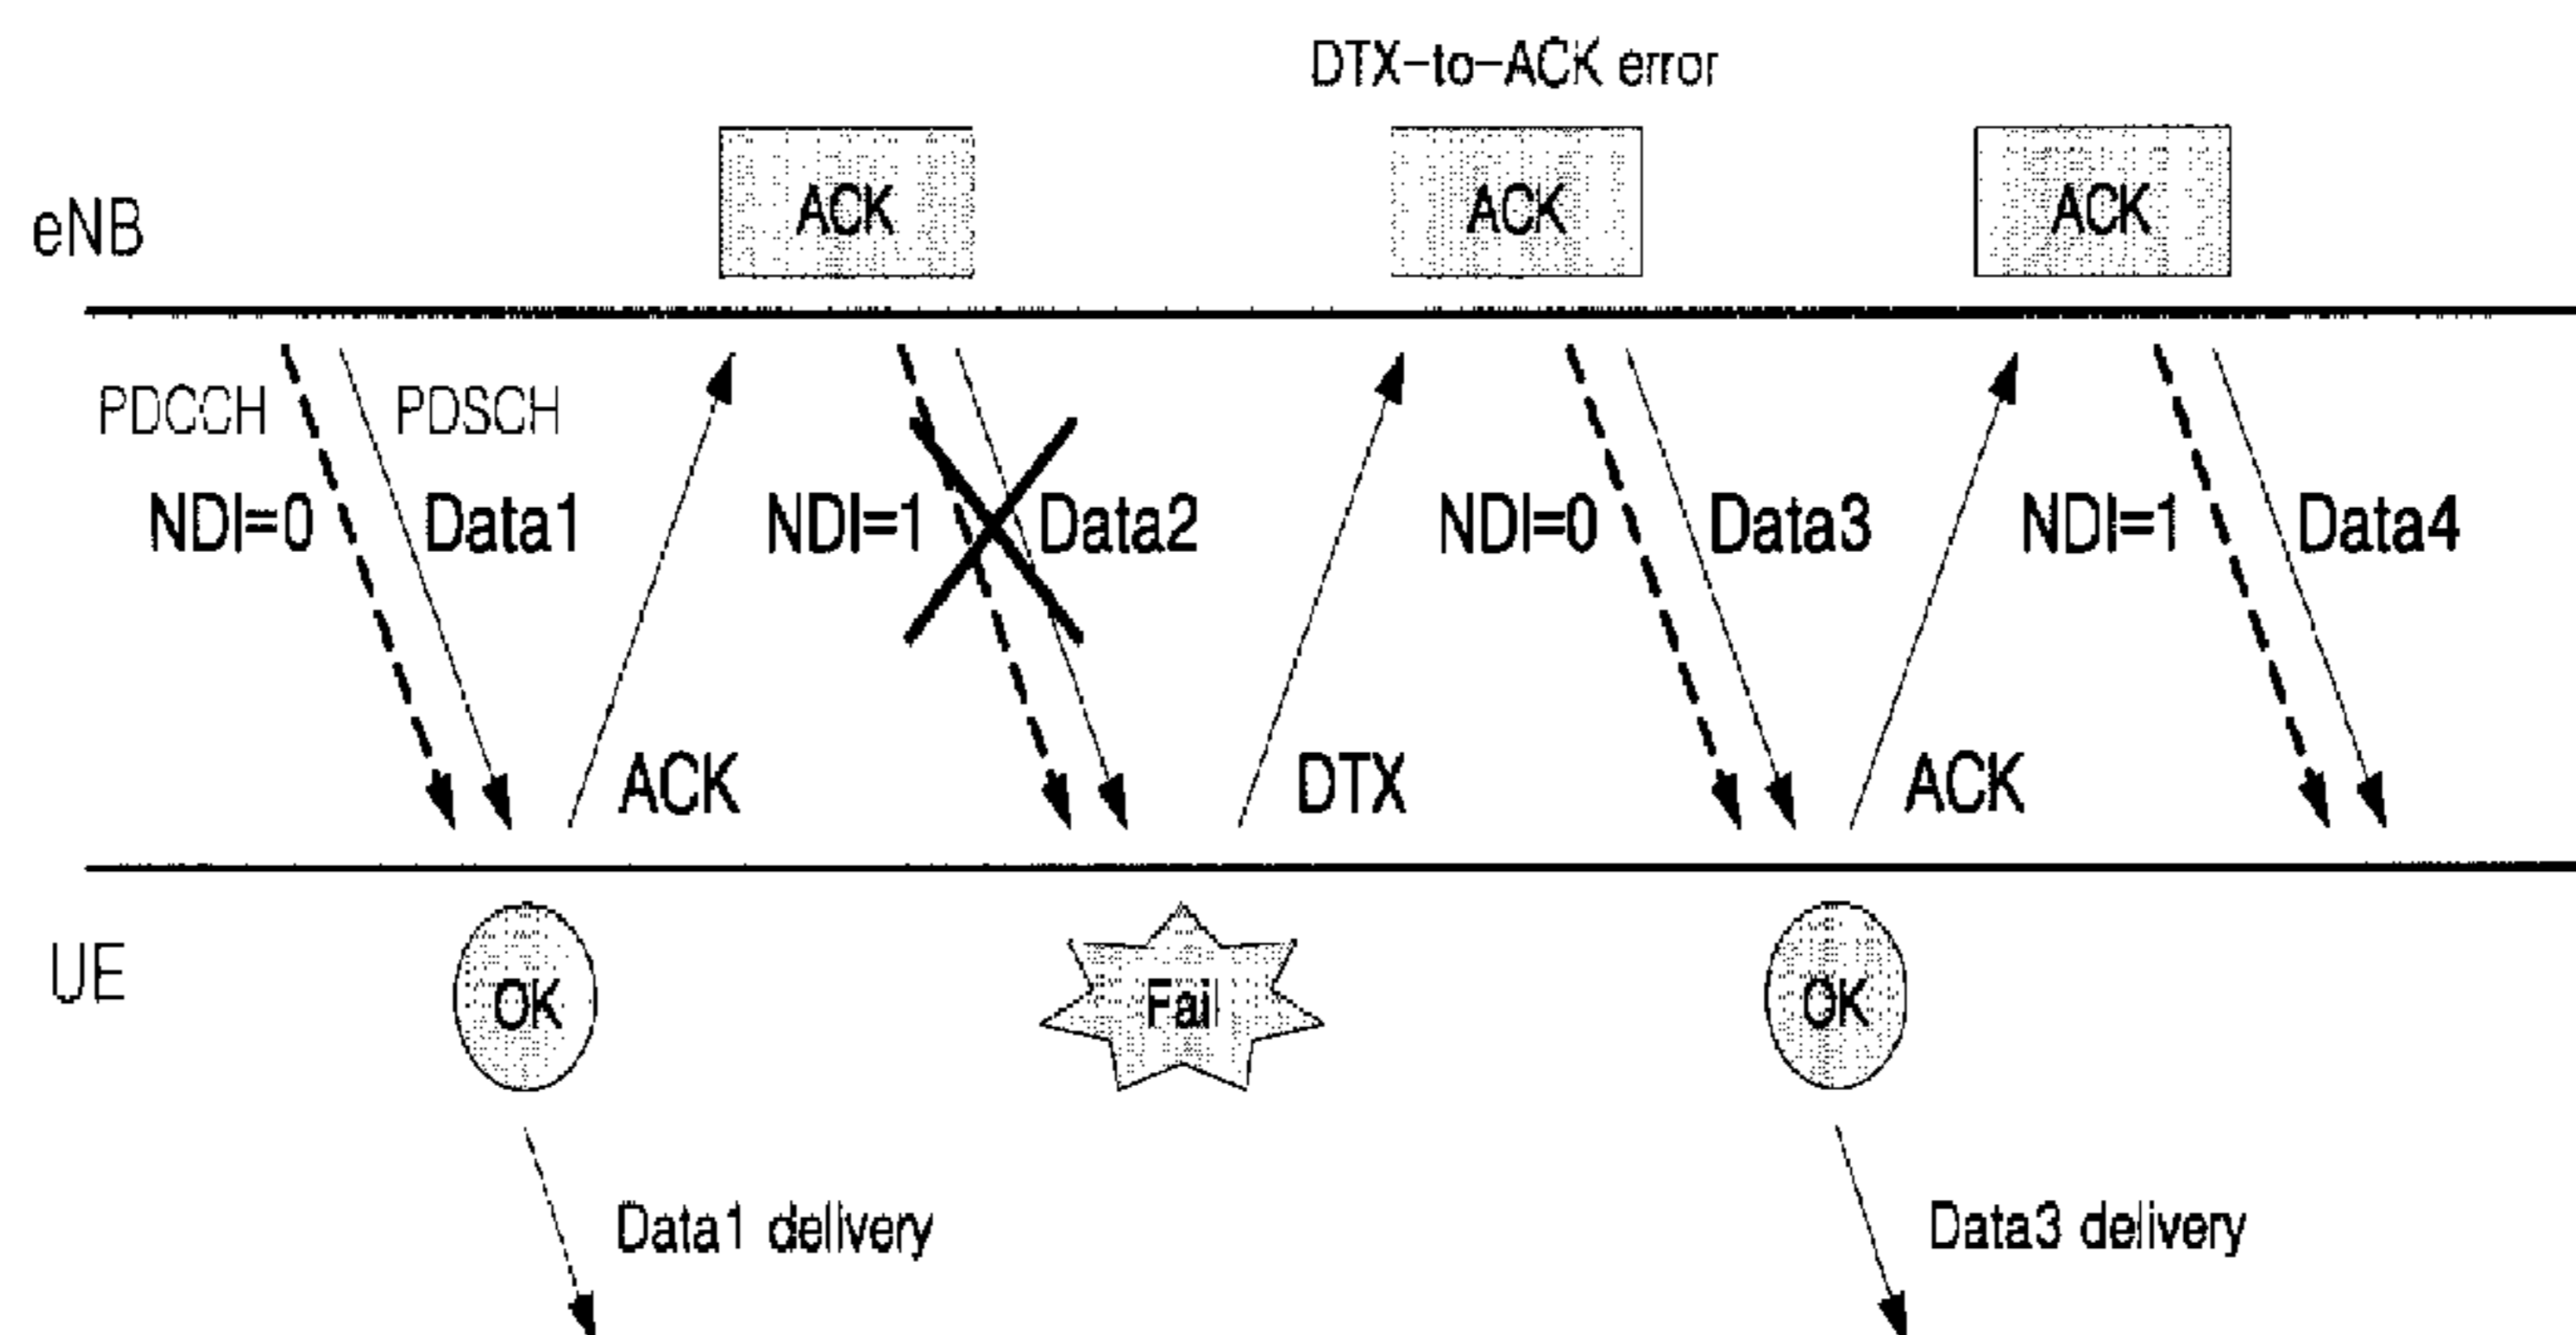 DTX-to-ACK error
ACK ACK ACK
eNB
PDCCH PDSCH
NDI=0 Data1 NDI=1 Data2 NDI=0 Data3 NDI=1 Data4
ACK DTX ACK
UE
OK Fail OK
Data1 delivery Data3 delivery